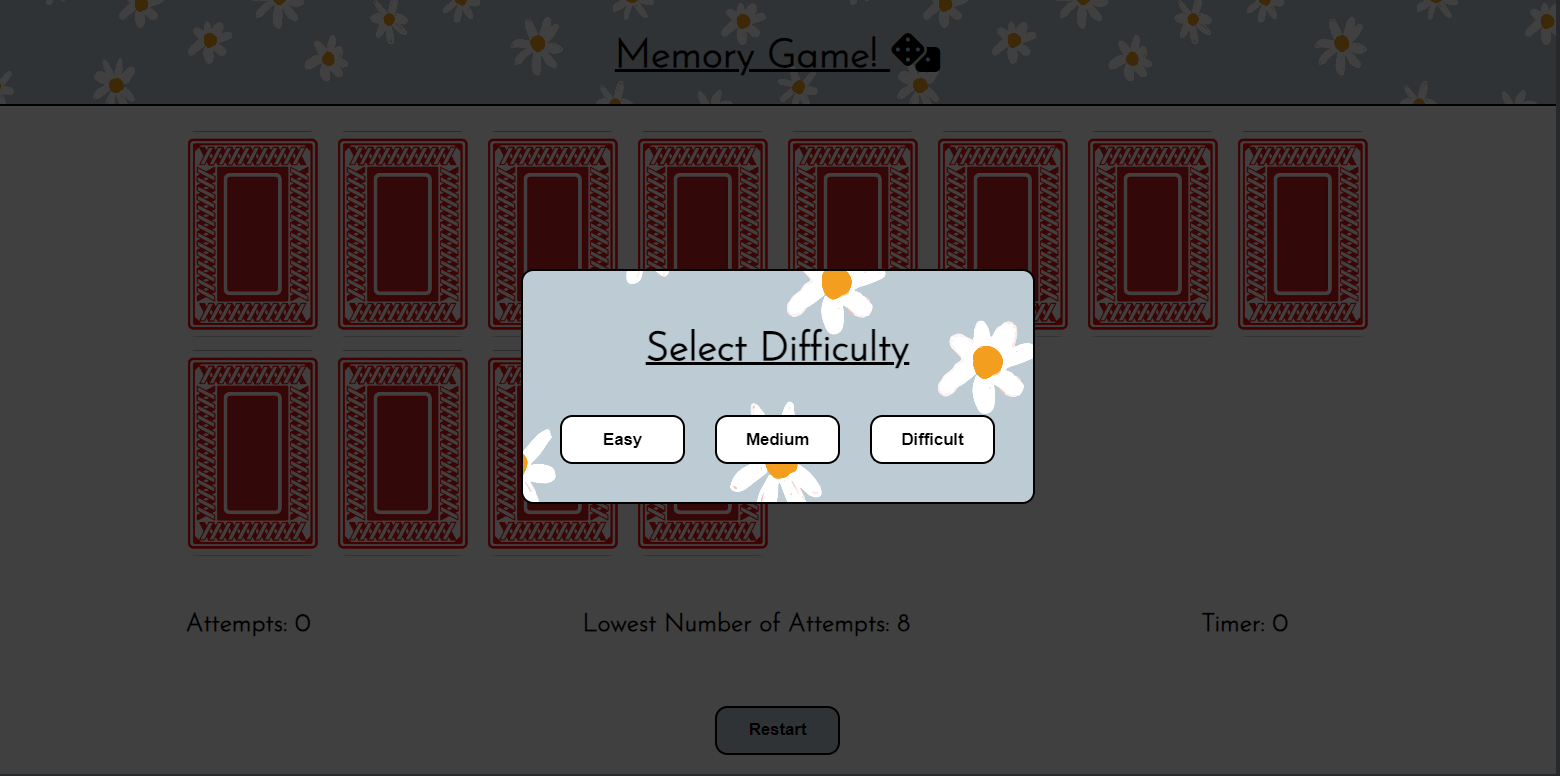 Memory Game!
Select Difficulty
Easy Medium Difficult
Attempts: 0 Lowest Number of Attempts: 8 Timer: 0
Restart